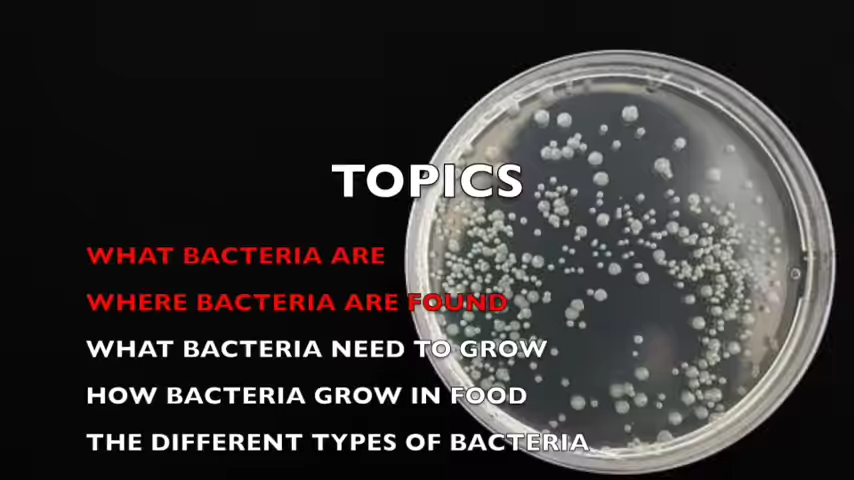 TOPICS
WHAT BACTERIA ARE
WHERE BACTERIA ARE FOUND
WHAT BACTERIA NEED TO GROW
HOW BACTERIA GROW IN FOOD
THE DIFFERENT TYPES OF BACTERIA